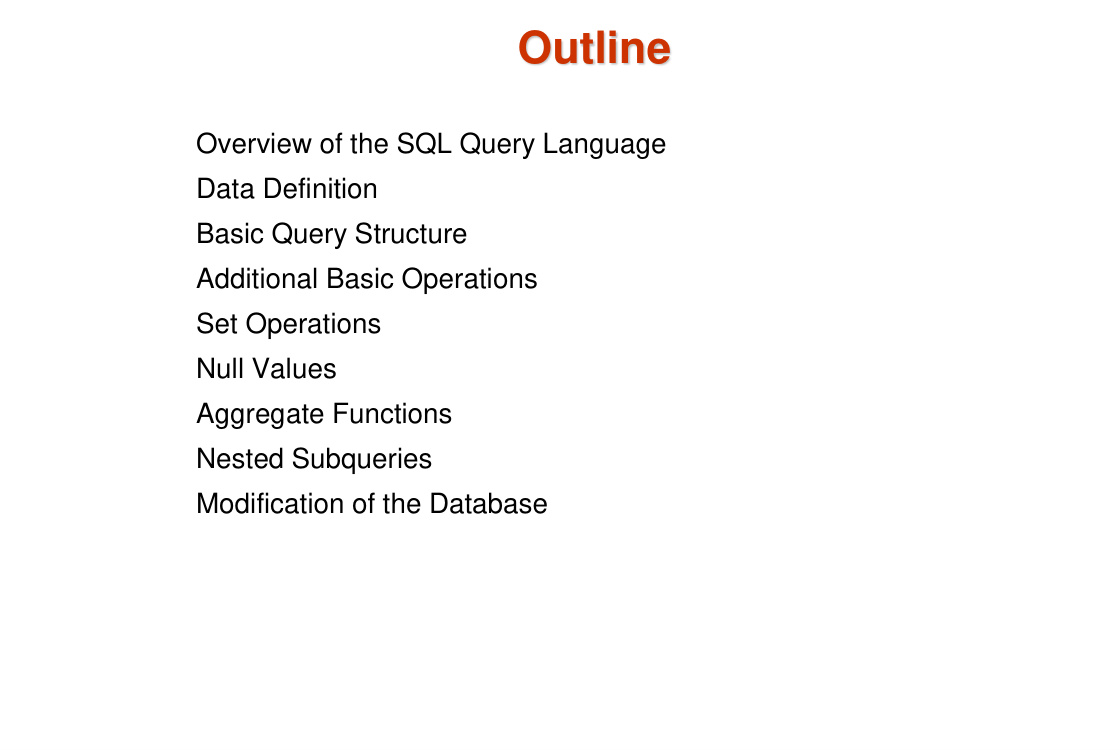 Outline
Overview of the SQL Query Language
Data Definition
Basic Query Structure
Additional Basic Operations
Set Operations
Null Values
Aggregate Functions
Nested Subqueries
Modification of the Database